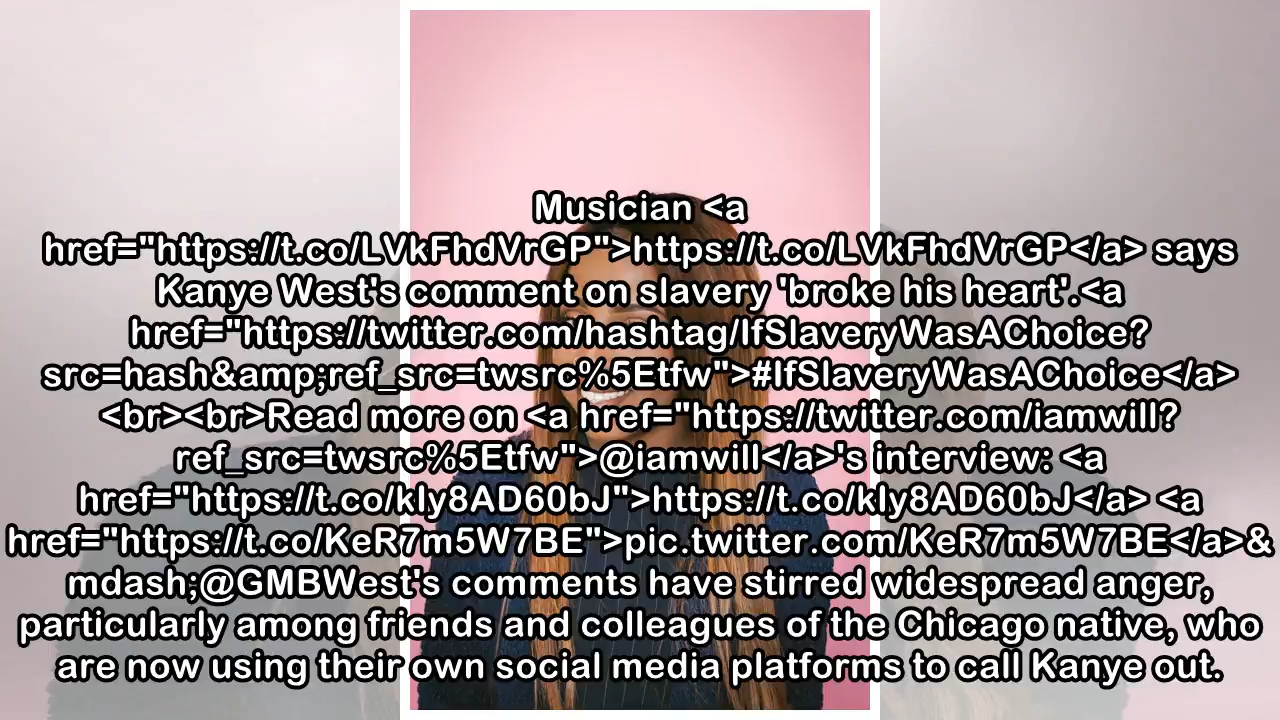 Musician <a
href="https://t.co/LVkFhdVrGP">https://t.co/LVkFhdVrGP</a> says
Kanye West's comment on slavery 'broke his heart'.<a
href="https://twitter.com/hashtag/IfSlaveryWasAChoice?
src=hash&amp;ref_src=twsrc%5Etfw">#IfSlaveryWasAChoice</a>
<br><br>Read more on <a href="https://twitter.com/iamwill?
ref_src=twsrc%5Etfw">@iamwill</a>'s interview: <a
href="https://t.co/kIy8AD60bJ">https://t.co/kIy8AD60bJ</a> <a
href="https://t.co/KeR7m5W7BE">pic.twitter.com/KeR7m5W7BE</a>&
mdash;@GMBWest's comments have stirred widespread anger,
particularly among friends and colleagues of the Chicago native, who
are now using their own social media platforms to call Kanye out.